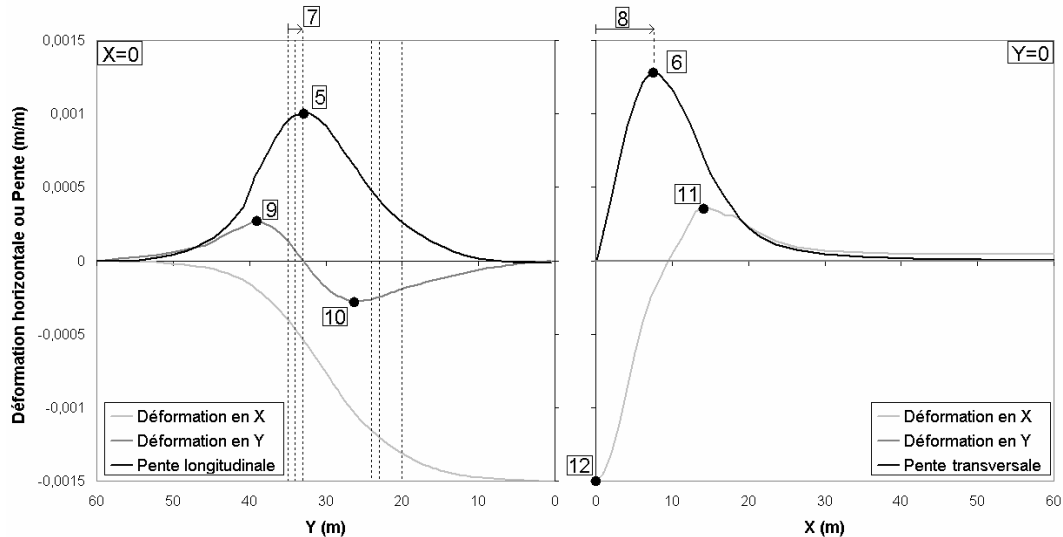 7
8
0,0015
X=0
Y=0
6
5
0,001
0,0005
9
11
0
10
-0,0005
-0,001
Déformation en X
Déformation en Y
Pente longitudinale
Déformation en X
Déformation en Y
Pente transversale
12
-0,0015
60 50 40 30 20 10 0
0 10 20 30 40 50 60
Y (m)
X (m)
Déformation horizontale ou Pente (m/m)